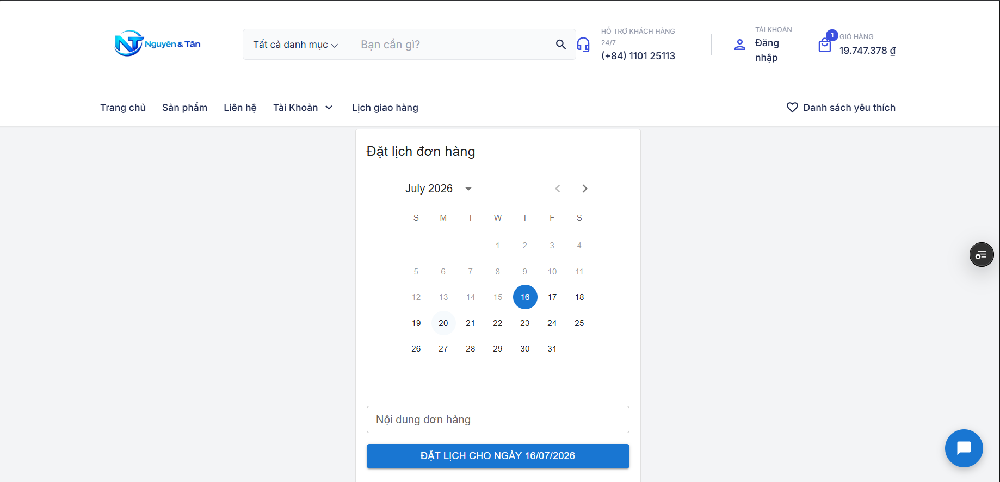 Nguyên & Tân
Tất cả danh mục
Bạn cần gì?
HỖ TRỢ KHÁCH HÀNG
24/7
(+84) 1101 25113
TÀI KHOẢN
Đăng
nhập
1
GIỎ HÀNG
19.747.378 ₫
Trang chủ
Sản phẩm
Liên hệ
Tài Khoản
Lịch giao hàng
Danh sách yêu thích
Đặt lịch đơn hàng
July 2026
S M T W T F S
1 2 3 4
5 6 7 8 9 10 11
12 13 14 15 16 17 18
19 20 21 22 23 24 25
26 27 28 29 30 31
Nội dung đơn hàng
ĐẶT LỊCH CHO NGÀY 16/07/2026